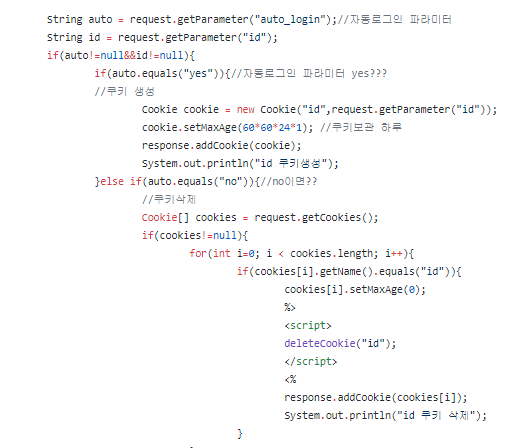 String auto = request.getParameter("auto_login");//자동로그인 파라미터
String id = request.getParameter("id");
if(auto!=null&&id!=null){
if(auto.equals("yes")){//자동로그인 파라미터 yes???
//쿠키 생성
Cookie cookie = new Cookie("id",request.getParameter("id"));
cookie.setMaxAge(60*60*24*1); //쿠키보관 하루
response.addCookie(cookie);
System.out.println("id 쿠키생성");
}else if(auto.equals("no")){//no이면??
//쿠키삭제
Cookie[] cookies = request.getCookies();
if(cookies!=null){
for(int i=0; i < cookies.length; i++){
if(cookies[i].getName().equals("id")){
cookies[i].setMaxAge(0);
%>
<script>
deleteCookie("id");
</script>
<%
response.addCookie(cookies[i]);
System.out.println("id 쿠키 삭제");
}